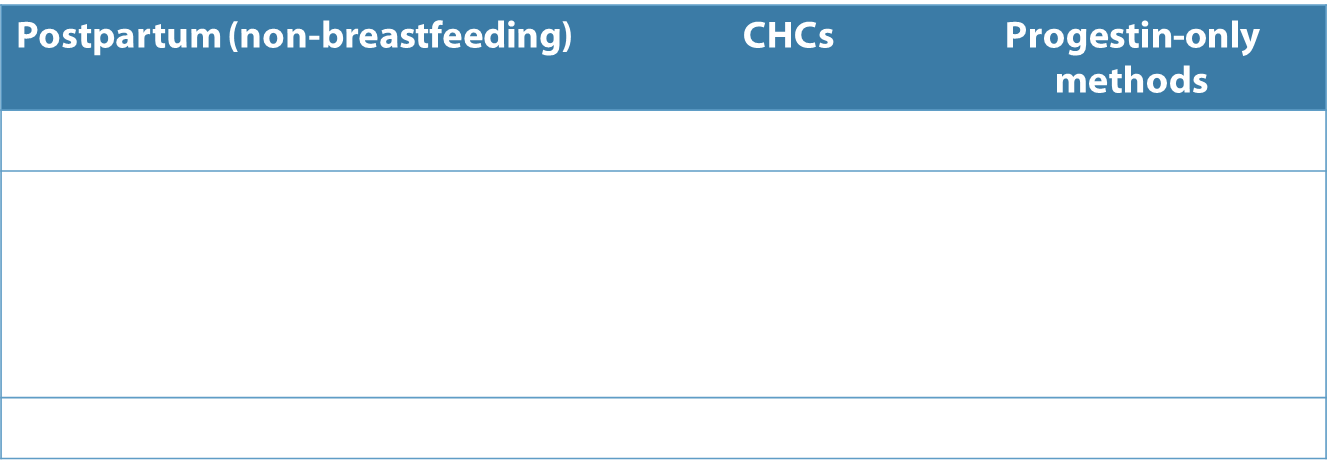 Postpartum (non-breastfeeding) CHCs Progestin-only
methods